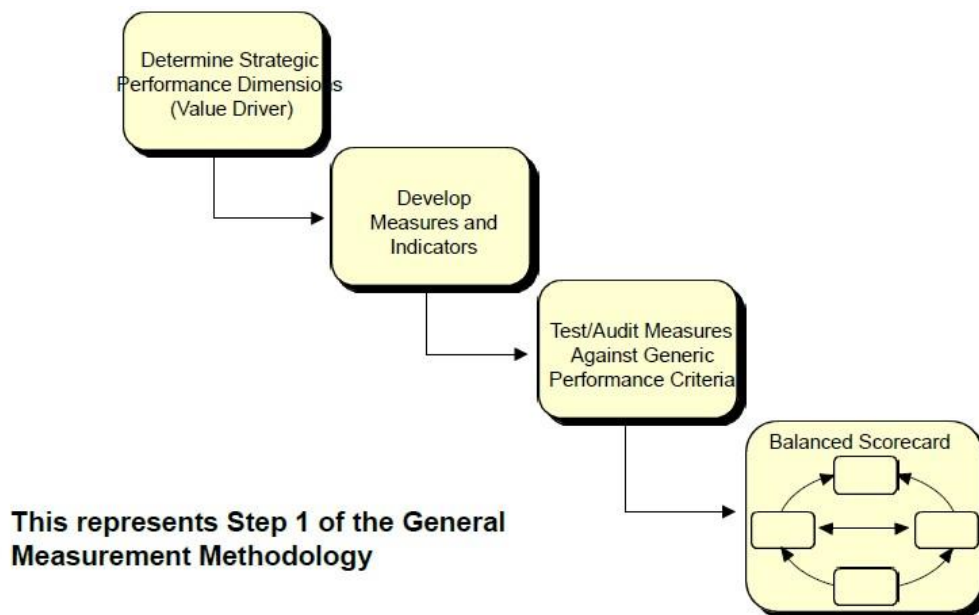 Determine Strategic
Performance Dimensions
(Value Driver)
Develop
Measures and
Indicators
Test/Audit Measures
Against Generic
Performance Criteria
Balanced Scorecard
This represents Step 1 of the General
Measurement Methodology